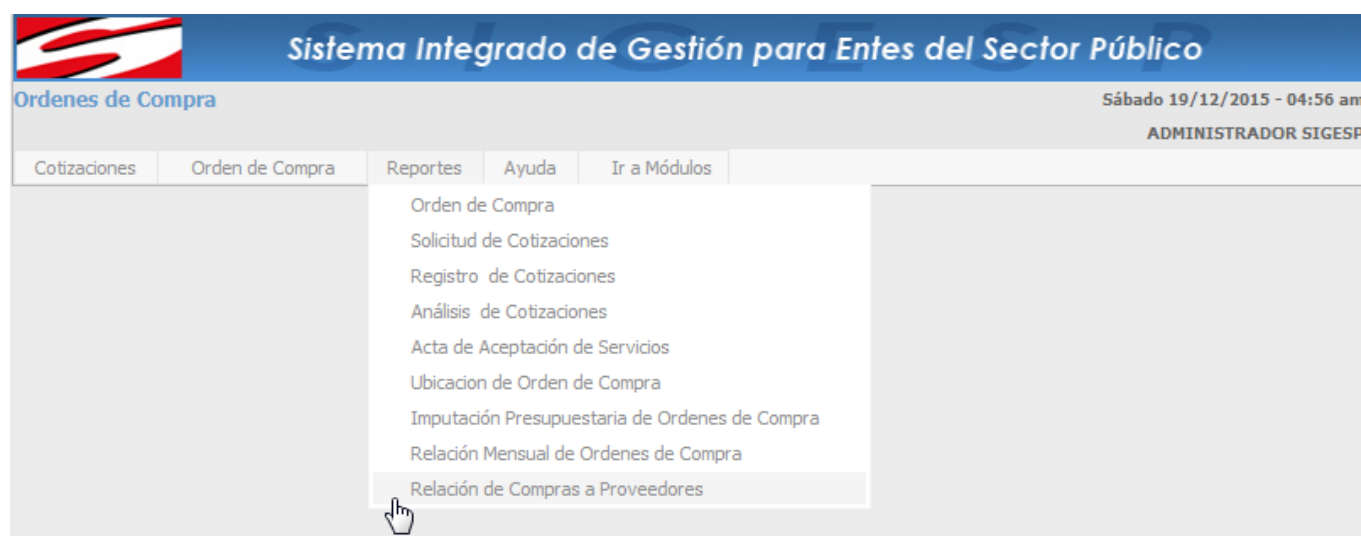 S I G E S P
Sistema Integrado de Gestión para Entes del Sector Público
Ordenes de Compra
Sábado 19/12/2015 - 04:56 am
ADMINISTRADOR SIGESP
Cotizaciones Orden de Compra Reportes Ayuda Ir a Módulos
Orden de Compra
Solicitud de Cotizaciones
Registro de Cotizaciones
Análisis de Cotizaciones
Acta de Aceptación de Servicios
Ubicacion de Orden de Compra
Imputación Presupuestaria de Ordenes de Compra
Relación Mensual de Ordenes de Compra
Relación de Compras a Proveedores